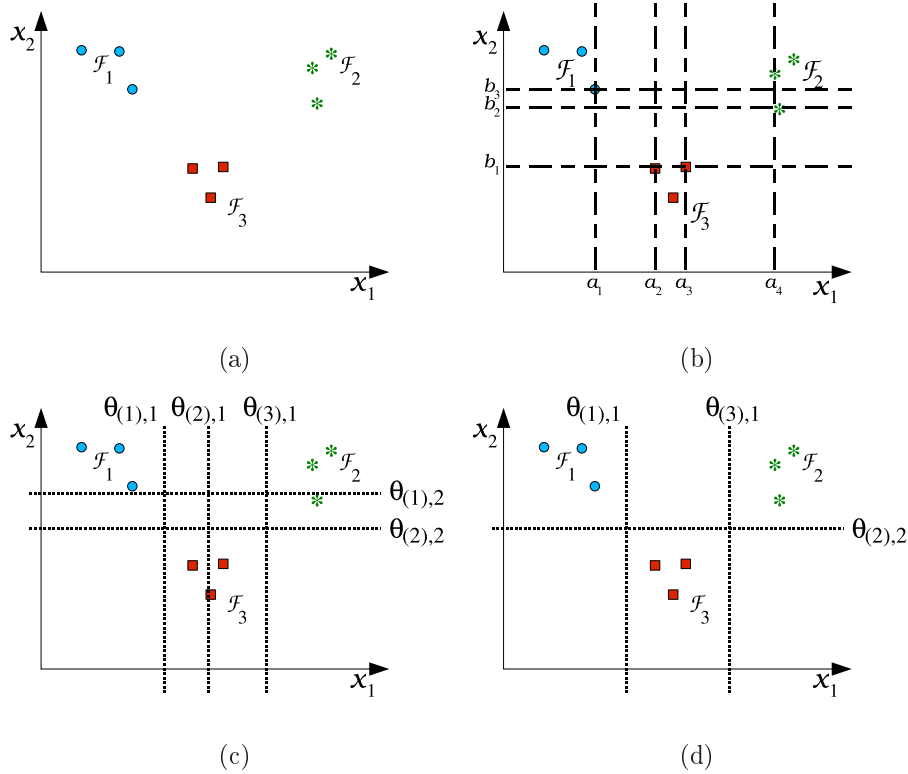 x₂
ℱ₁
ℱ₂
ℱ₃
x₁
(a)
x₂
ℱ₁
ℱ₂
b₃
b₂
b₁
ℱ₃
a₁ a₂ a₃ a₄ x₁
(b)
θ₍₁₎,₁ θ₍₂₎,₁ θ₍₃₎,₁
x₂
ℱ₁
ℱ₂
θ₍₁₎,₂
θ₍₂₎,₂
ℱ₃
x₁
(c)
θ₍₁₎,₁ θ₍₃₎,₁
x₂
ℱ₁
ℱ₂
θ₍₂₎,₂
ℱ₃
x₁
(d)